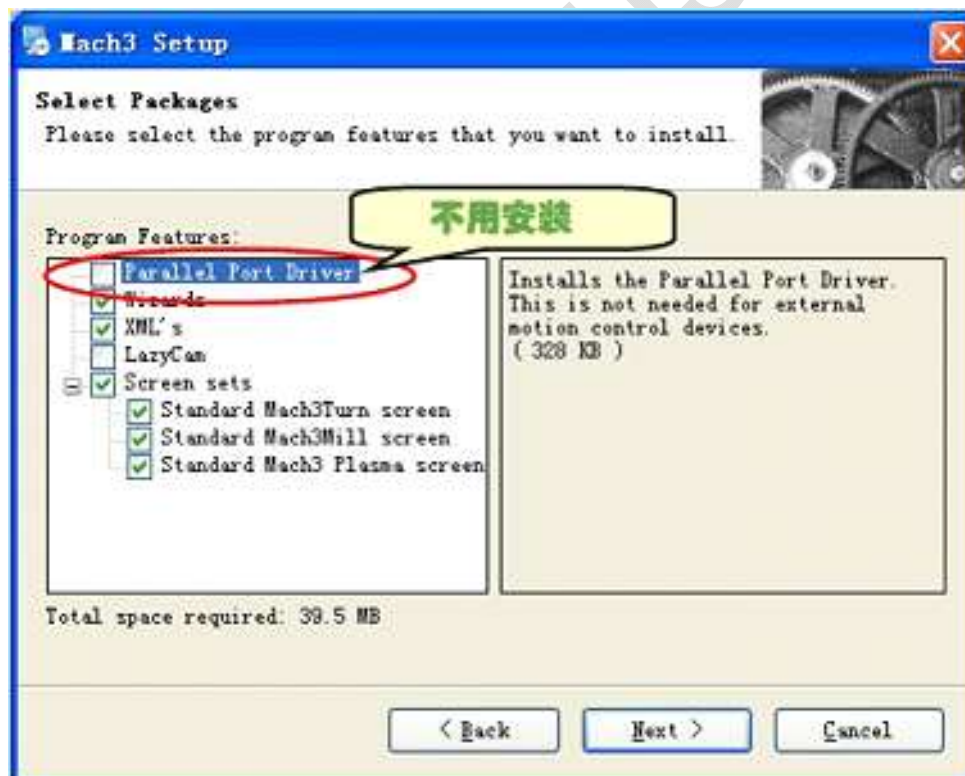 Mach3 Setup
Select Packages
Please select the program features that you want to install.
不用安装
Program Features:
Parallel Port Driver
Wizards
XML's
LazyCam
Screen sets
Standard Mach3Turn screen
Standard Mach3Mill screen
Standard Mach3 Plasma screen
Installs the Parallel Port Driver.
This is not needed for external
motion control devices.
( 328 KB )
Total space required: 39.5 MB
< Back
Next >
Cancel